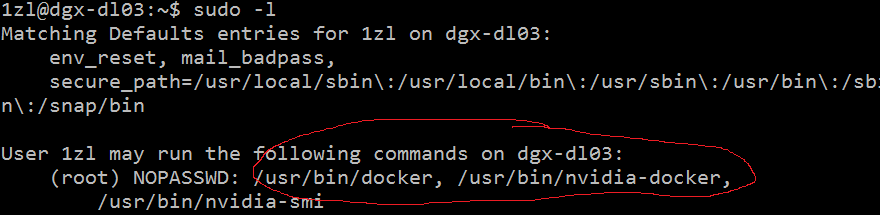 1zl@dgx-dl03:~$ sudo -l
Matching Defaults entries for 1zl on dgx-dl03:
    env_reset, mail_badpass,
    secure_path=/usr/local/sbin\:/usr/local/bin\:/usr/sbin\:/usr/bin\:/sbi
n\:/snap/bin

User 1zl may run the following commands on dgx-dl03:
    (root) NOPASSWD: /usr/bin/docker, /usr/bin/nvidia-docker,
        /usr/bin/nvidia-smi